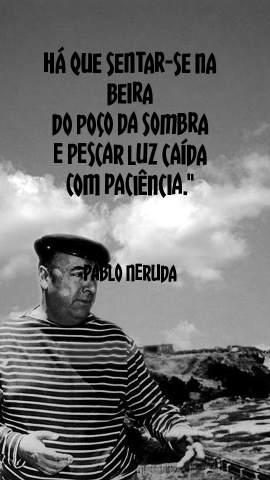 HÁ QUE SENTAR-SE NA
BEIRA
DO POÇO DA SOMBRA
E PESCAR LUZ CAÍDA
COM PACIÊNCIA."
PABLO NERUDA